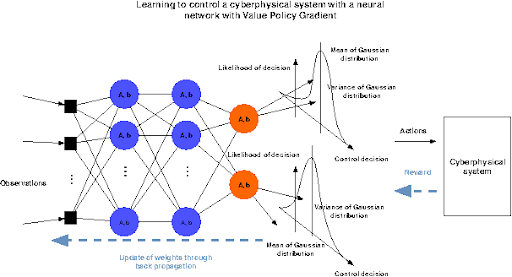 Learning to control a cyberphysical system with a neural
network with Value Policy Gradient
Mean of Gaussian
distribution
Likelihood of decision
Variance of Gaussian
distribution
A, b
A, b
A, b
A, b
A, b
Actions
Likelihood of decision
Control decision
Reward
Cyberphysical
system
A, b
Observations
Variance of Gaussian
distribution
A, b
A, b
Mean of Gaussian
distribution
Update of weights through
back propagation
Control decision